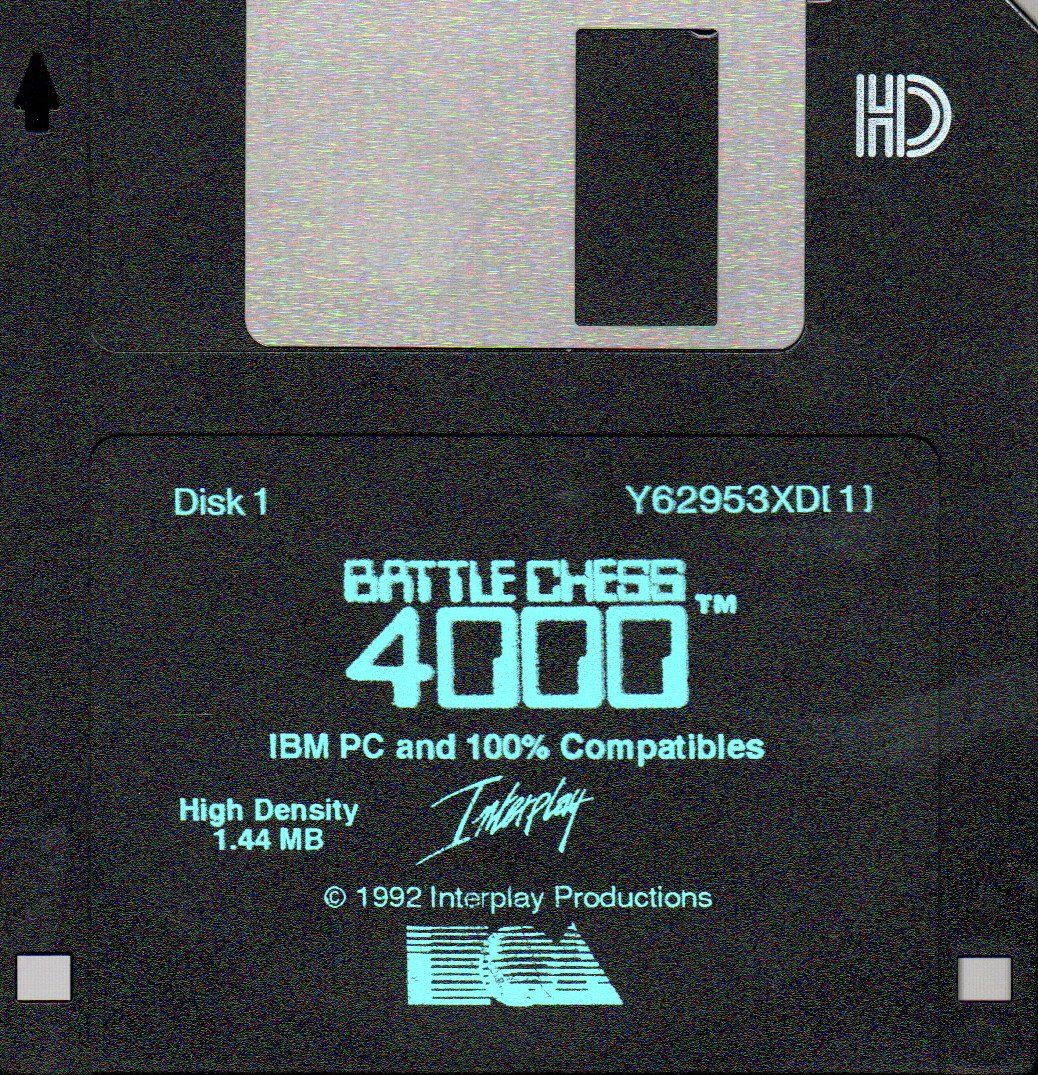 HD
Disk 1
Y62953XD[1]
BATTLE CHESS
4000™
IBM PC and 100% Compatibles
High Density
1.44 MB
Interplay
© 1992 Interplay Productions